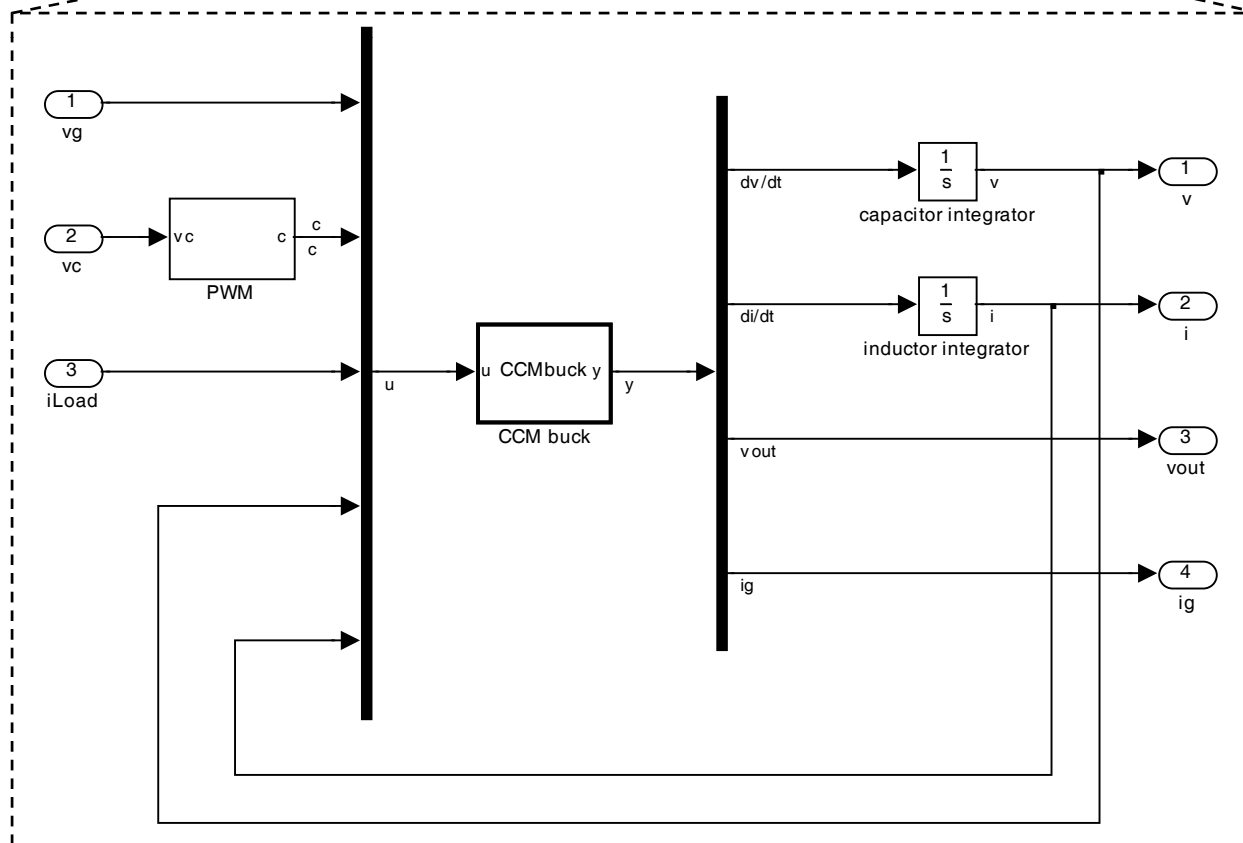 1
vg
2
vc
vc
c
PWM
c
c
3
iLoad
u
u
CCMbuck
y
CCM buck
y
dv/dt
1
s
v
capacitor integrator
1
v
di/dt
1
s
i
inductor integrator
2
i
vout
3
vout
ig
4
ig